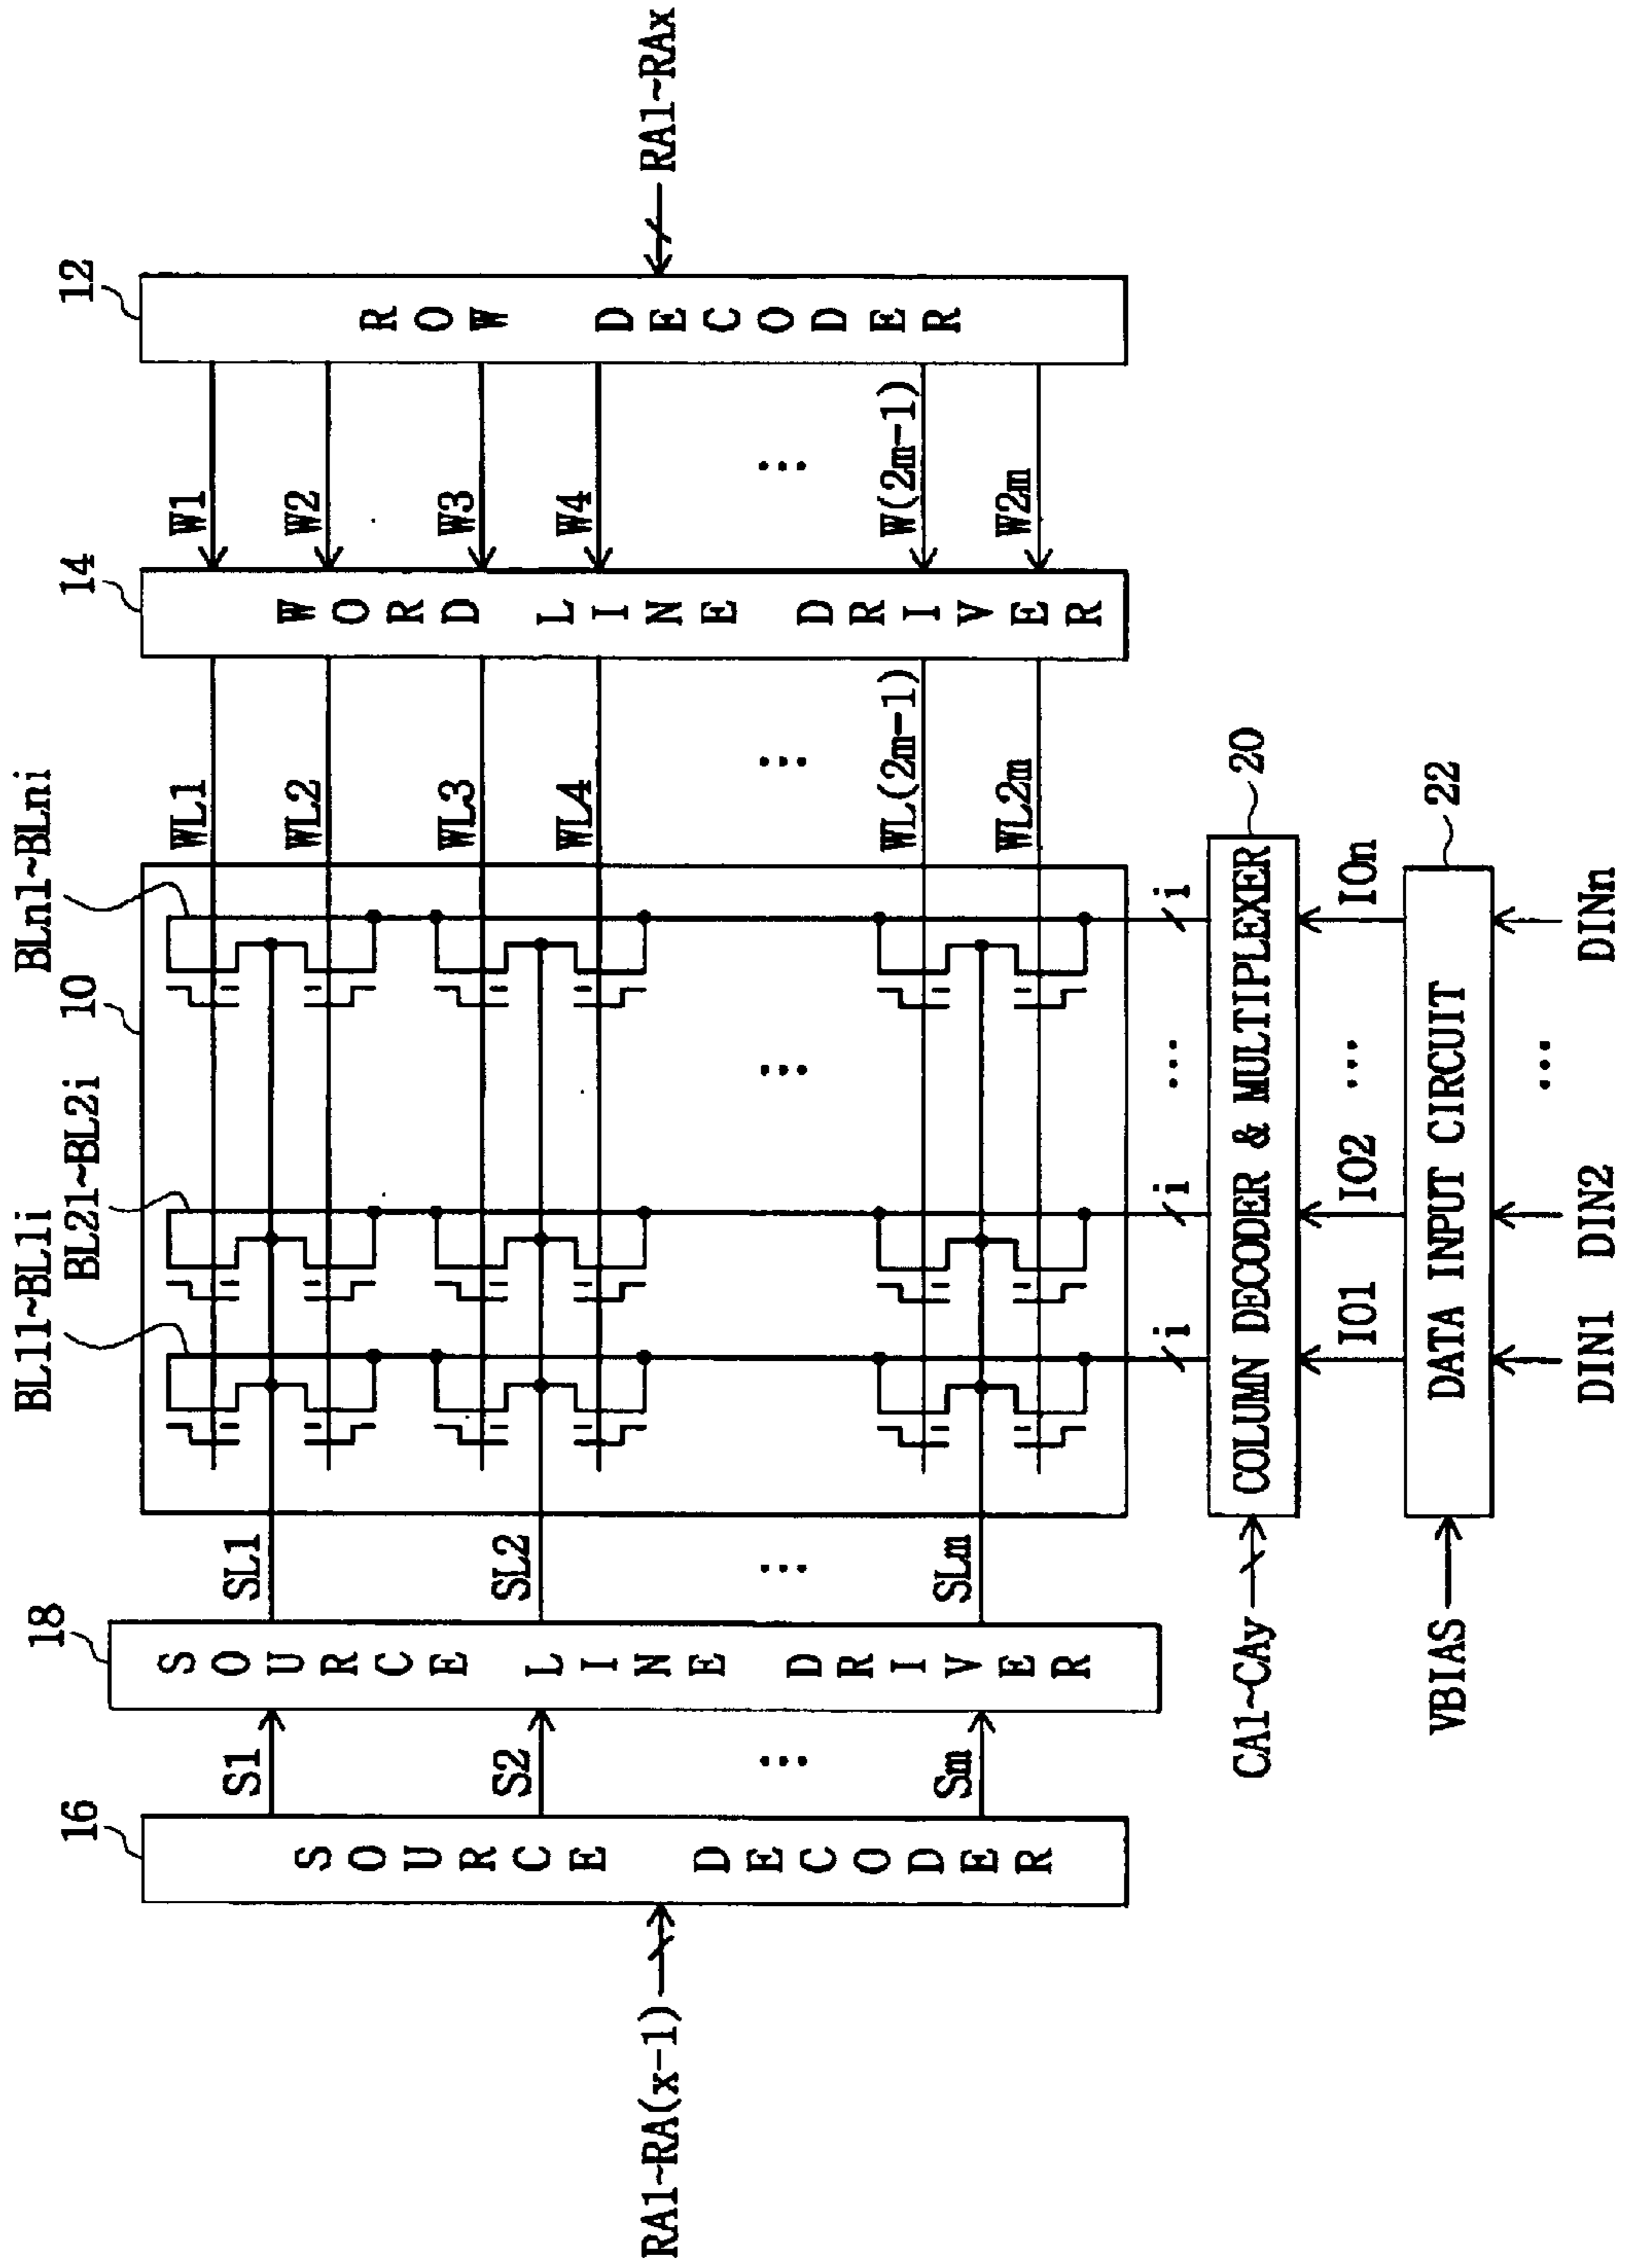 BL11~BL1i
BL21~BL2i
BLn1~BLni
16
18
10
14
12
RA1~RA(x-1)
SOURCE DECODER
S1
S2
⋮
Sm
SOURCE LINE DRIVER
SL1
SL2
⋮
SLm
WL1
WL2
WL3
WL4
⋮
WL(2m-1)
WL2m
WORD LINE DRIVER
W1
W2
W3
W4
⋮
W(2m-1)
W2m
ROW DECODER
RA1~RAx
i
i
...
i
CA1~CAy
COLUMN DECODER & MULTIPLEXER
20
IO1
IO2
...
IOn
VBIAS
DATA INPUT CIRCUIT
22
DIN1
DIN2
...
DINn